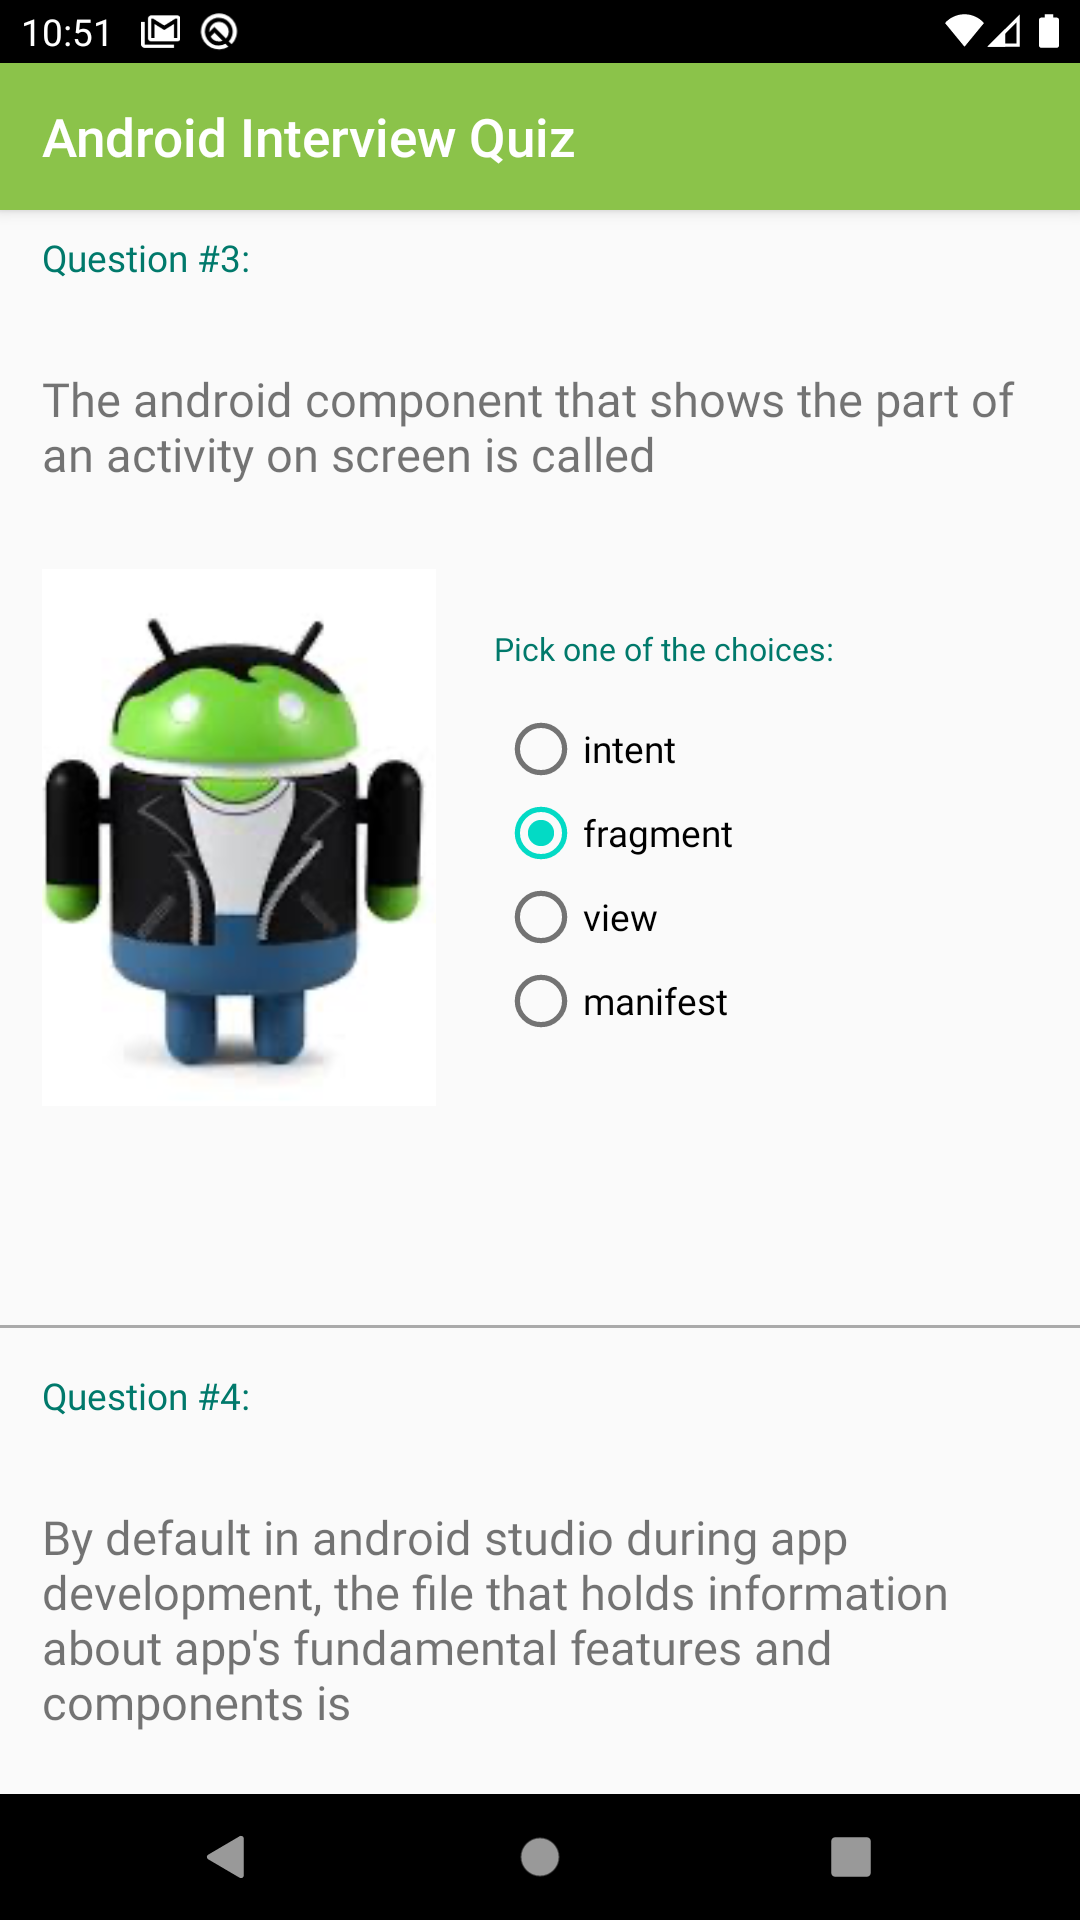 10:51
Android Interview Quiz
Question #3:
The android component that shows the part of
an activity on screen is called
Pick one of the choices:
intent
fragment
view
manifest
Question #4:
By default in android studio during app
development, the file that holds information
about app's fundamental features and
components is